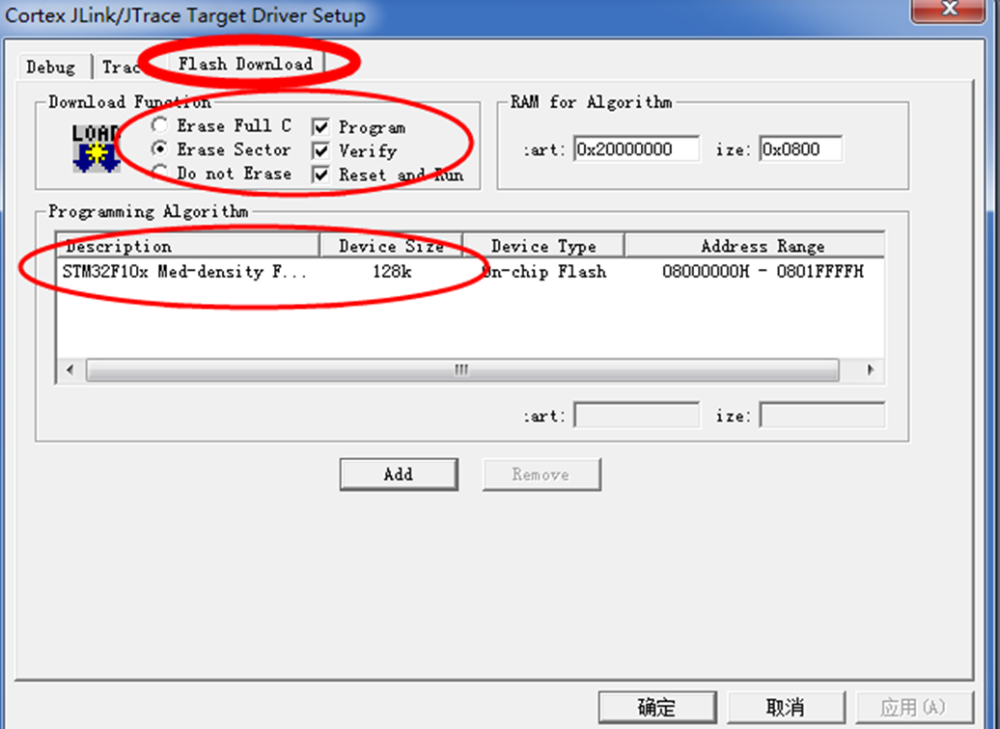 Cortex JLink/JTrace Target Driver Setup
Debug Trac Flash Download
Download Function
LOAD
Erase Full C Program
Erase Sector Verify
Do not Erase Reset and Run
RAM for Algorithm
:art: 0x20000000 ize: 0x0800
Programming Algorithm
Description Device Size Device Type Address Range
STM32F10x Med-density F... 128k On-chip Flash 08000000H - 0801FFFFH
:art: ize:
Add Remove
确定 取消 应用(A)